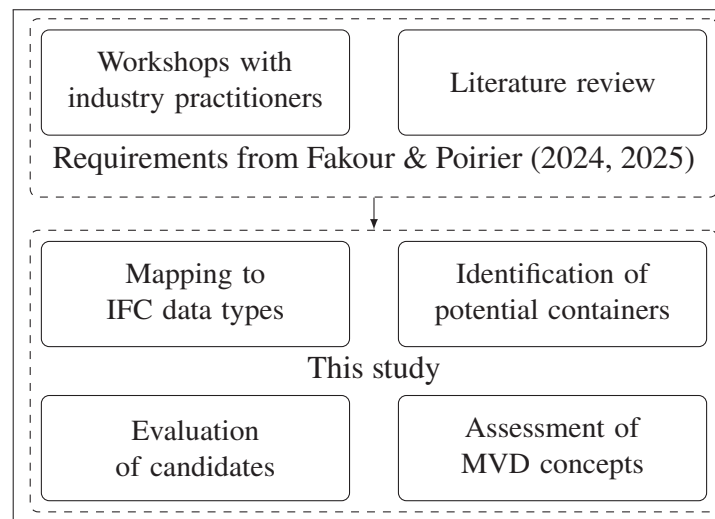 Workshops with
industry practitioners
Literature review
Requirements from Fakour & Poirier (2024, 2025)
Mapping to
IFC data types
Identification of
potential containers
This study
Evaluation
of candidates
Assessment of
MVD concepts